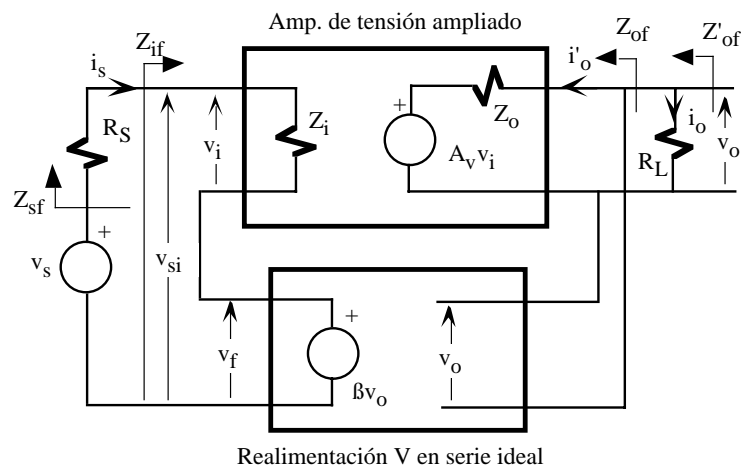 Amp. de tensión ampliado
Z_if
i_s
R_S
Z_sf
v_s
+
v_si
v_i
Z_i
+
A_v v_i
Z_o
i'_o
Z_of
Z'_of
i_o
R_L
v_o
v_f
+
ßv_o
v_o
Realimentación V en serie ideal